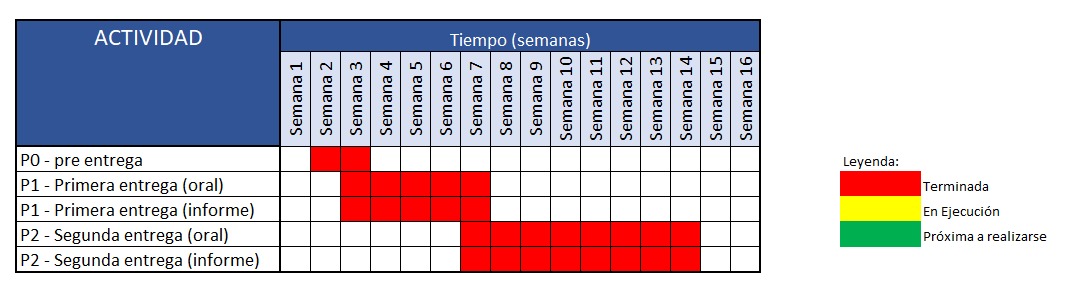 ACTIVIDAD
Tiempo (semanas)
Semana 1
Semana 2
Semana 3
Semana 4
Semana 5
Semana 6
Semana 7
Semana 8
Semana 9
Semana 10
Semana 11
Semana 12
Semana 13
Semana 14
Semana 15
Semana 16
P0 - pre entrega
P1 - Primera entrega (oral)
P1 - Primera entrega (informe)
P2 - Segunda entrega (oral)
P2 - Segunda entrega (informe)
Leyenda:
Terminada
En Ejecución
Próxima a realizarse